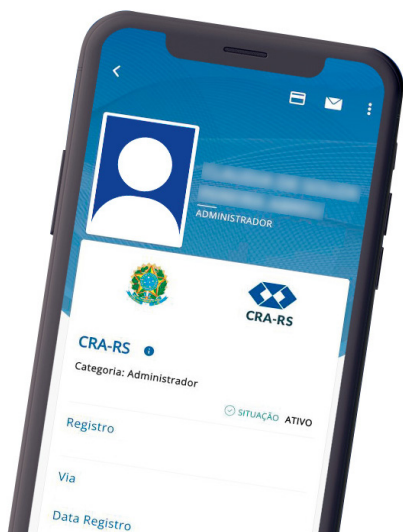 ADMINISTRADOR
CRA-RS
CRA-RS
Categoria: Administrador
SITUAÇÃO ATIVO
Registro
Via
Data Registro